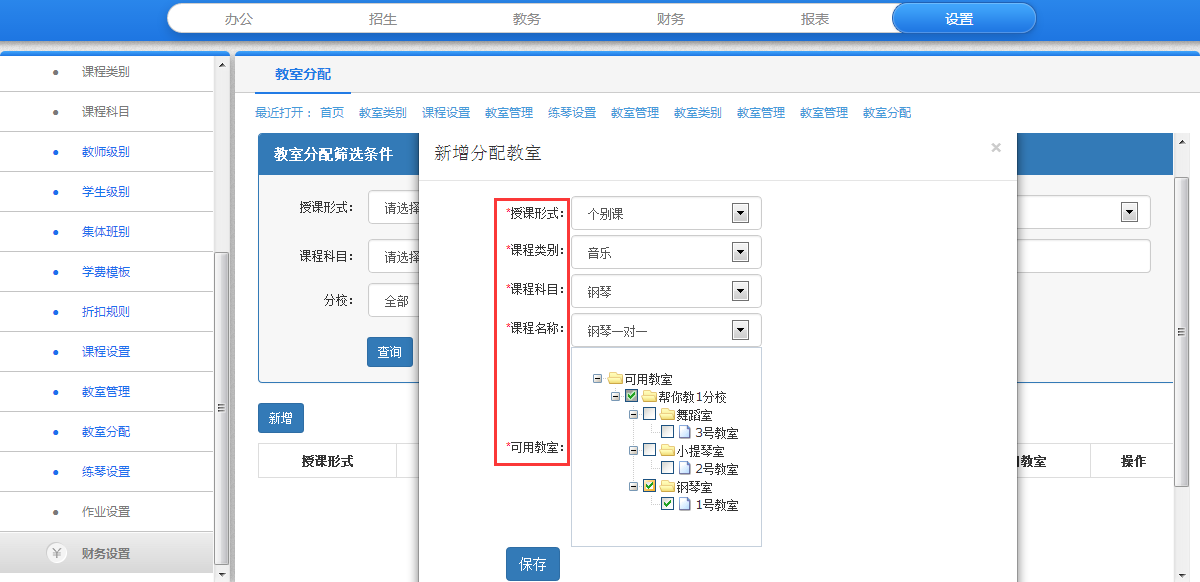 办公 招生 教务 财务 报表 设置
课程类别
课程科目
教师级别
学生级别
集体班别
学费模板
折扣规则
课程设置
教室管理
教室分配
练琴设置
作业设置
¥ 财务设置
教室分配
最近打开： 首页 教室类别 课程设置 教室管理 练琴设置 教室管理 教室类别 教室管理 教室管理 教室分配
教室分配筛选条件
授课形式： 请选择
课程科目： 请选择
分校： 全部
查询
新增
授课形式 教室 操作
新增分配教室 ×
*授课形式： 个别课
*课程类别： 音乐
*课程科目： 钢琴
*课程名称： 钢琴一对一
*可用教室：
可用教室
帮你教1分校
舞蹈室
3号教室
小提琴室
2号教室
钢琴室
1号教室
保存